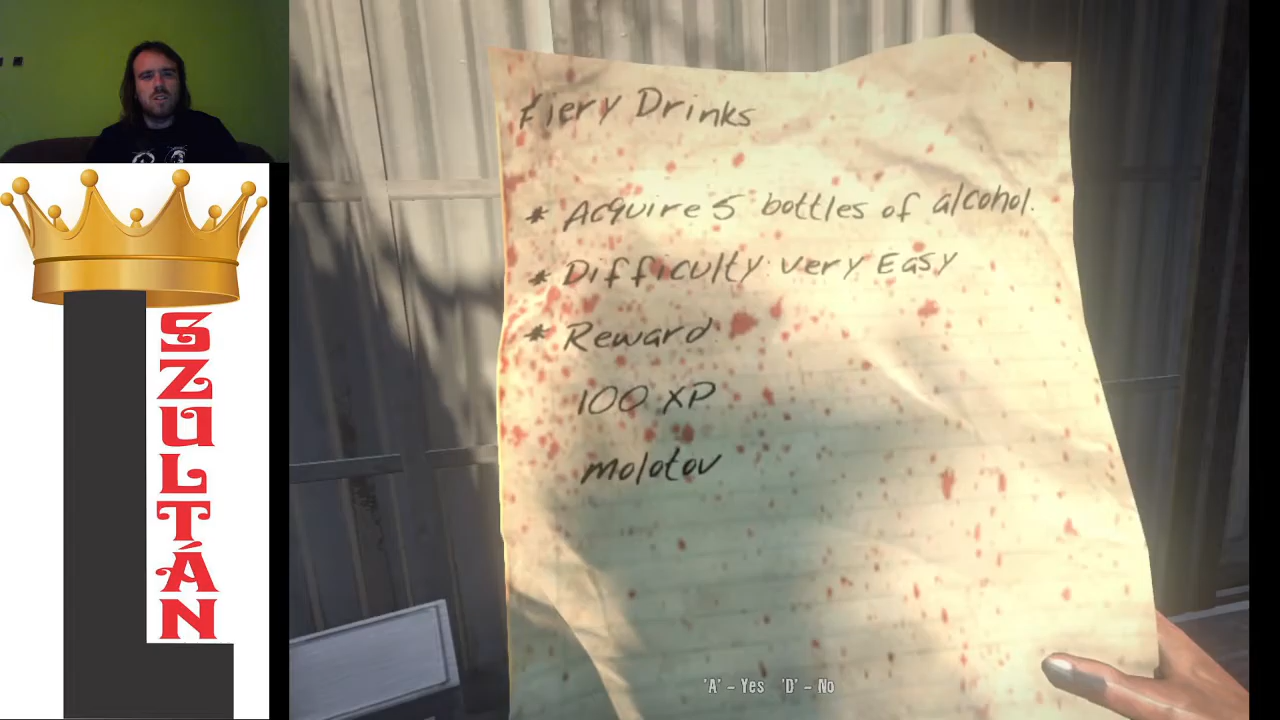 L
SZULTÁN
Fiery Drinks
* Acquire 5 bottles of alcohol.
* Difficulty: very Easy
* Reward
100 XP
molotov
'A' - Yes 'D' - No